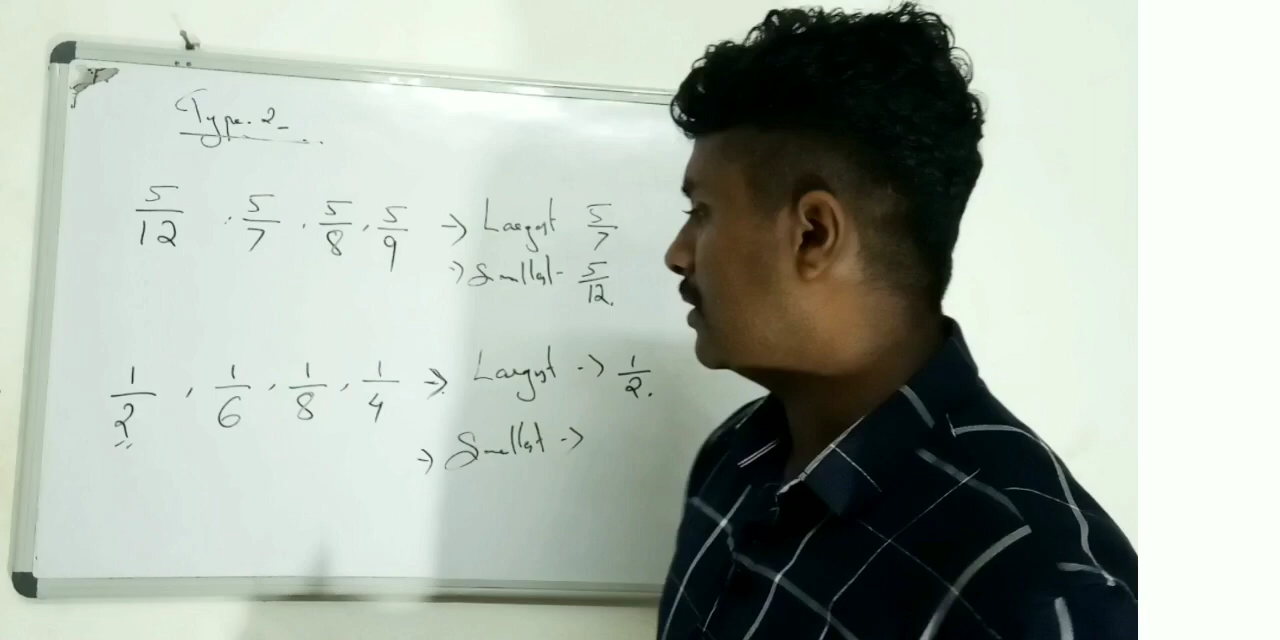 Type. 2
5/12, 5/7, 5/8, 5/9 → Largest 5/7
→ Smallest - 5/12.
1/2, 1/6, 1/8, 1/4 → Largest → 1/2.
→ Smallest →